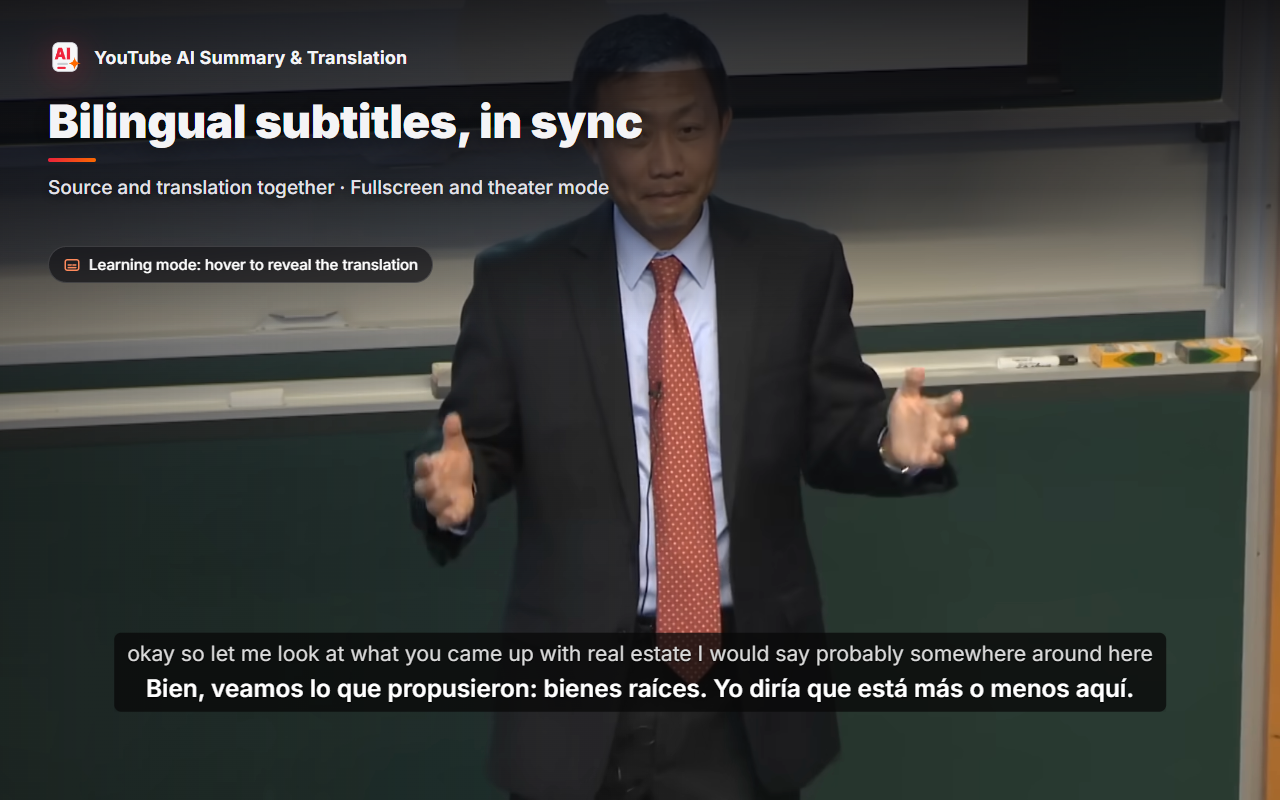 AI
YouTube AI Summary & Translation
Bilingual subtitles, in sync
Source and translation together · Fullscreen and theater mode
Learning mode: hover to reveal the translation
okay so let me look at what you came up with real estate I would say probably somewhere around here
Bien, veamos lo que propusieron: bienes raíces. Yo diría que está más o menos aquí.